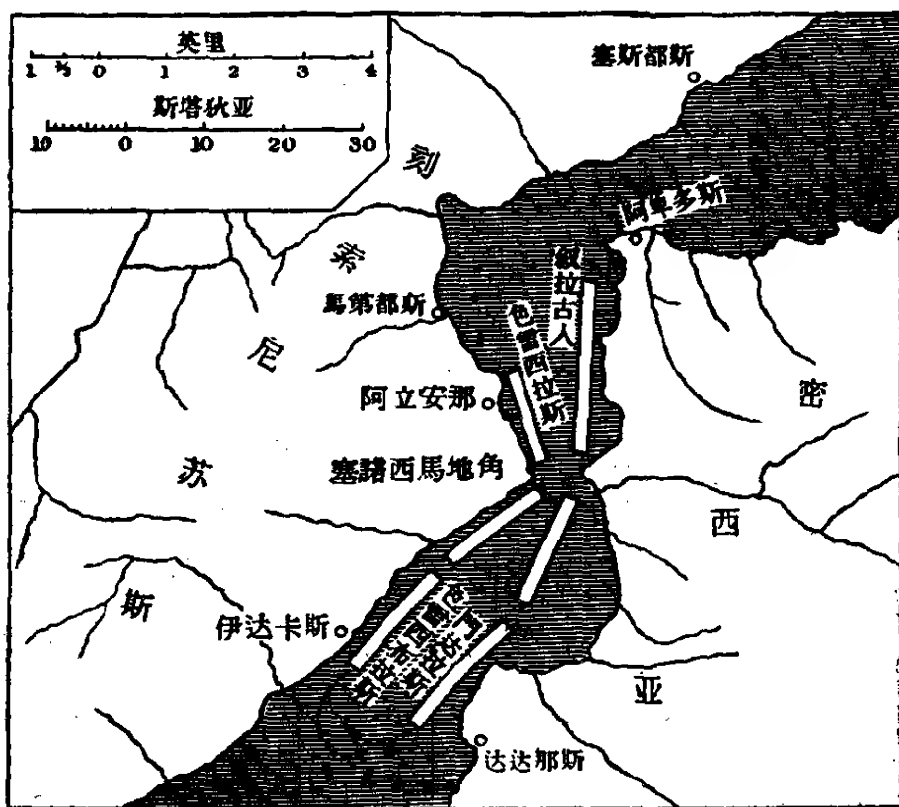 英里
1 ½ 0 1 2 3 4
斯塔狄亚
10 0 10 20 30
塞斯都斯
刻索尼苏斯
阿卑多斯
叙拉古人
色雷西拉斯
馬第都斯
阿立安那
塞諾西馬地角
密西亚
伊达卡斯
达达那斯